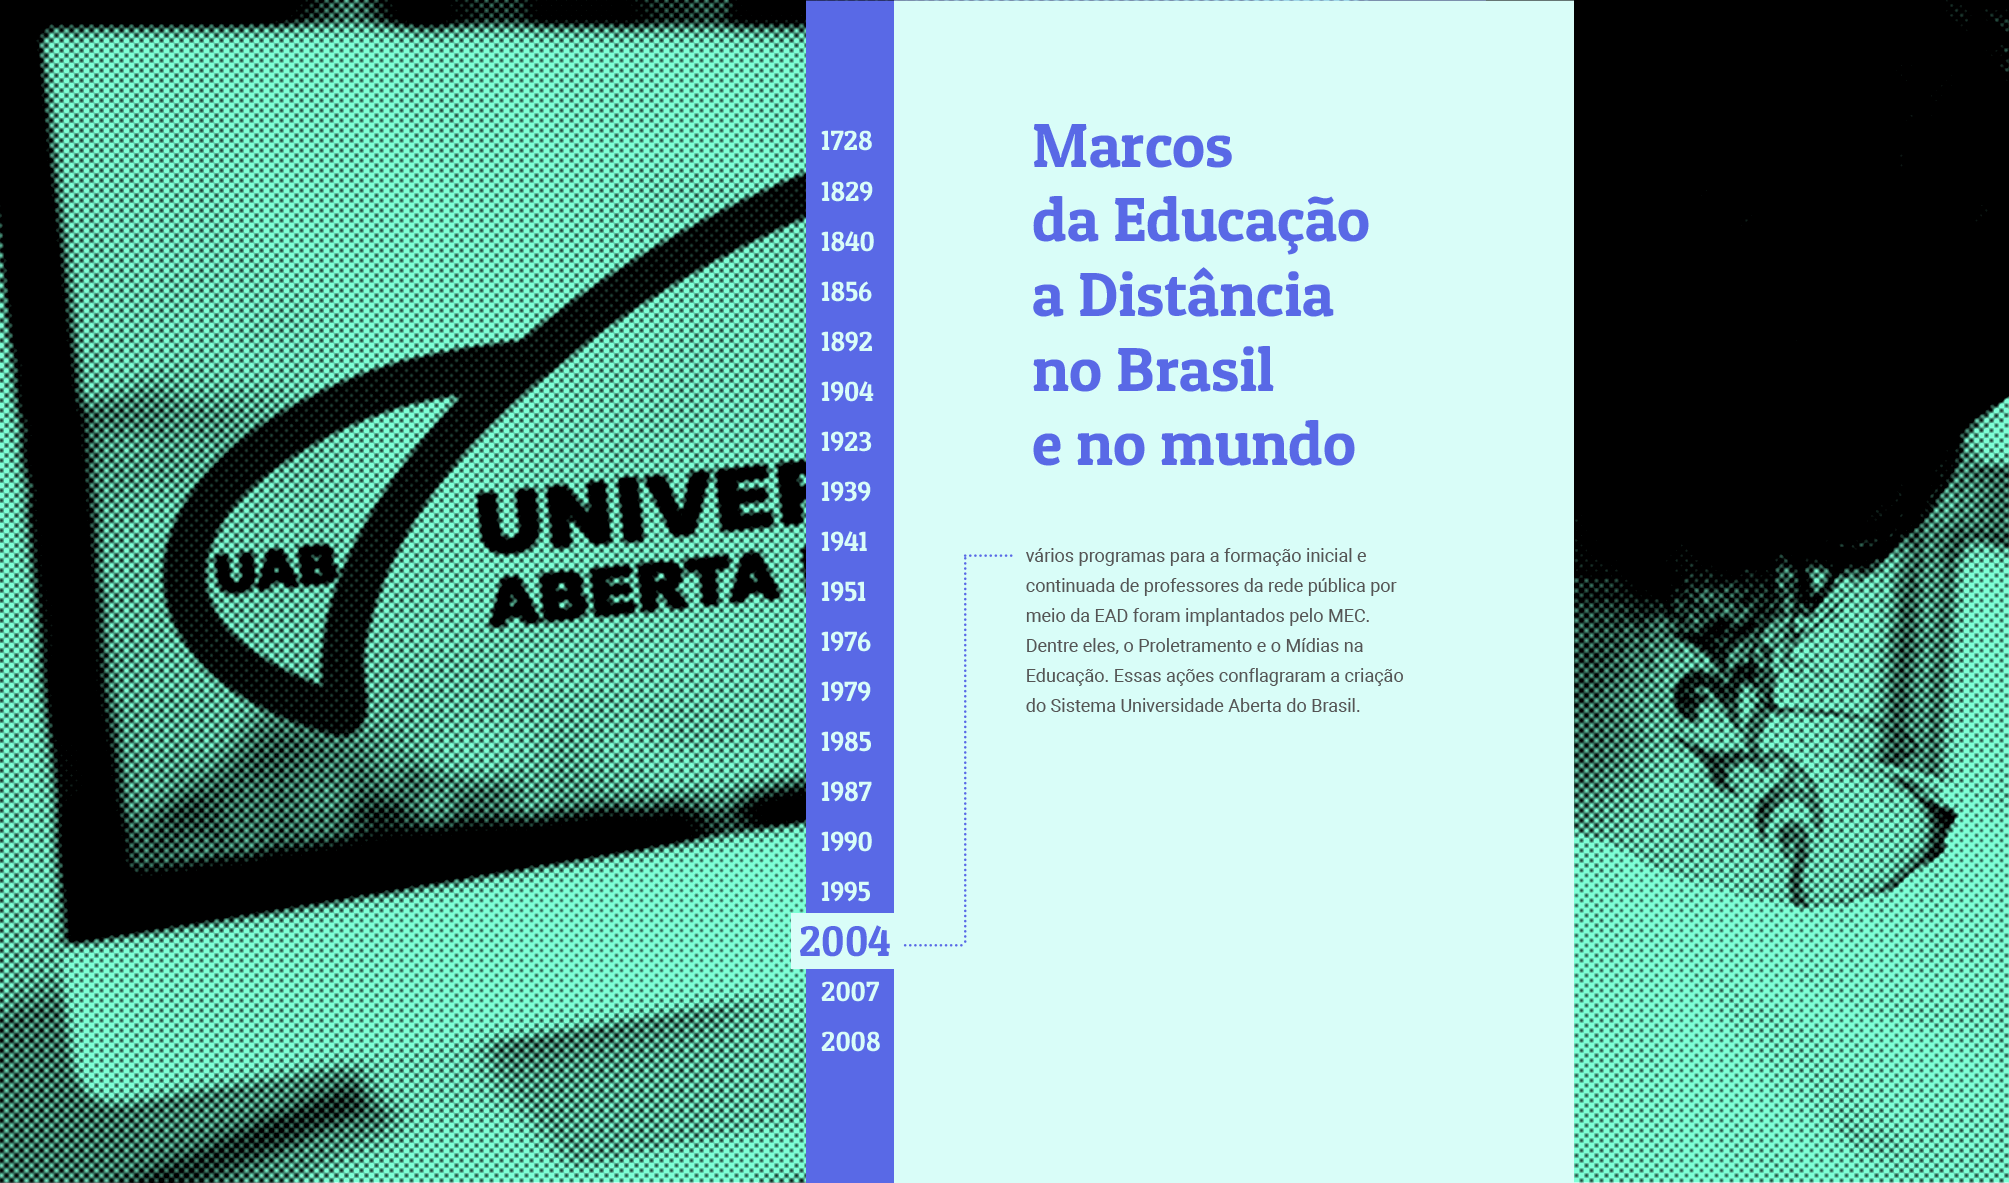 UAB
ABERTA
1728
1829
1840
1856
1892
1904
1923
1939
1941
1951
1976
1979
1985
1987
1990
1995
2004
2007
2008
Marcos
da Educação
a Distância
no Brasil
e no mundo
vários programas para a formação inicial e
continuada de professores da rede pública por
meio da EAD foram implantados pelo MEC.
Dentre eles, o Proletramento e o Mídias na
Educação. Essas ações conflagraram a criação
do Sistema Universidade Aberta do Brasil.